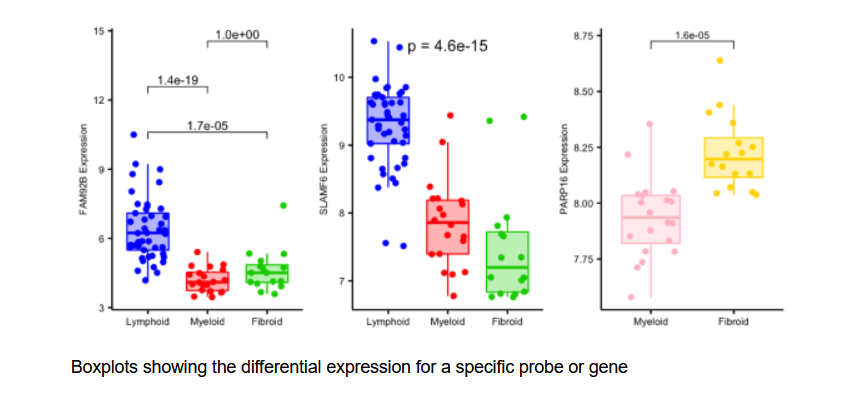 15
12
9
6
3
FAM92B Expression
1.0e+00
1.4e-19
1.7e-05
Lymphoid Myeloid Fibroid
10
9
8
7
SLAMF6 Expression
p = 4.6e-15
Lymphoid Myeloid Fibroid
8.75
8.50
8.25
8.00
7.75
PARP16 Expression
1.6e-05
Myeloid Fibroid
Boxplots showing the differential expression for a specific probe or gene